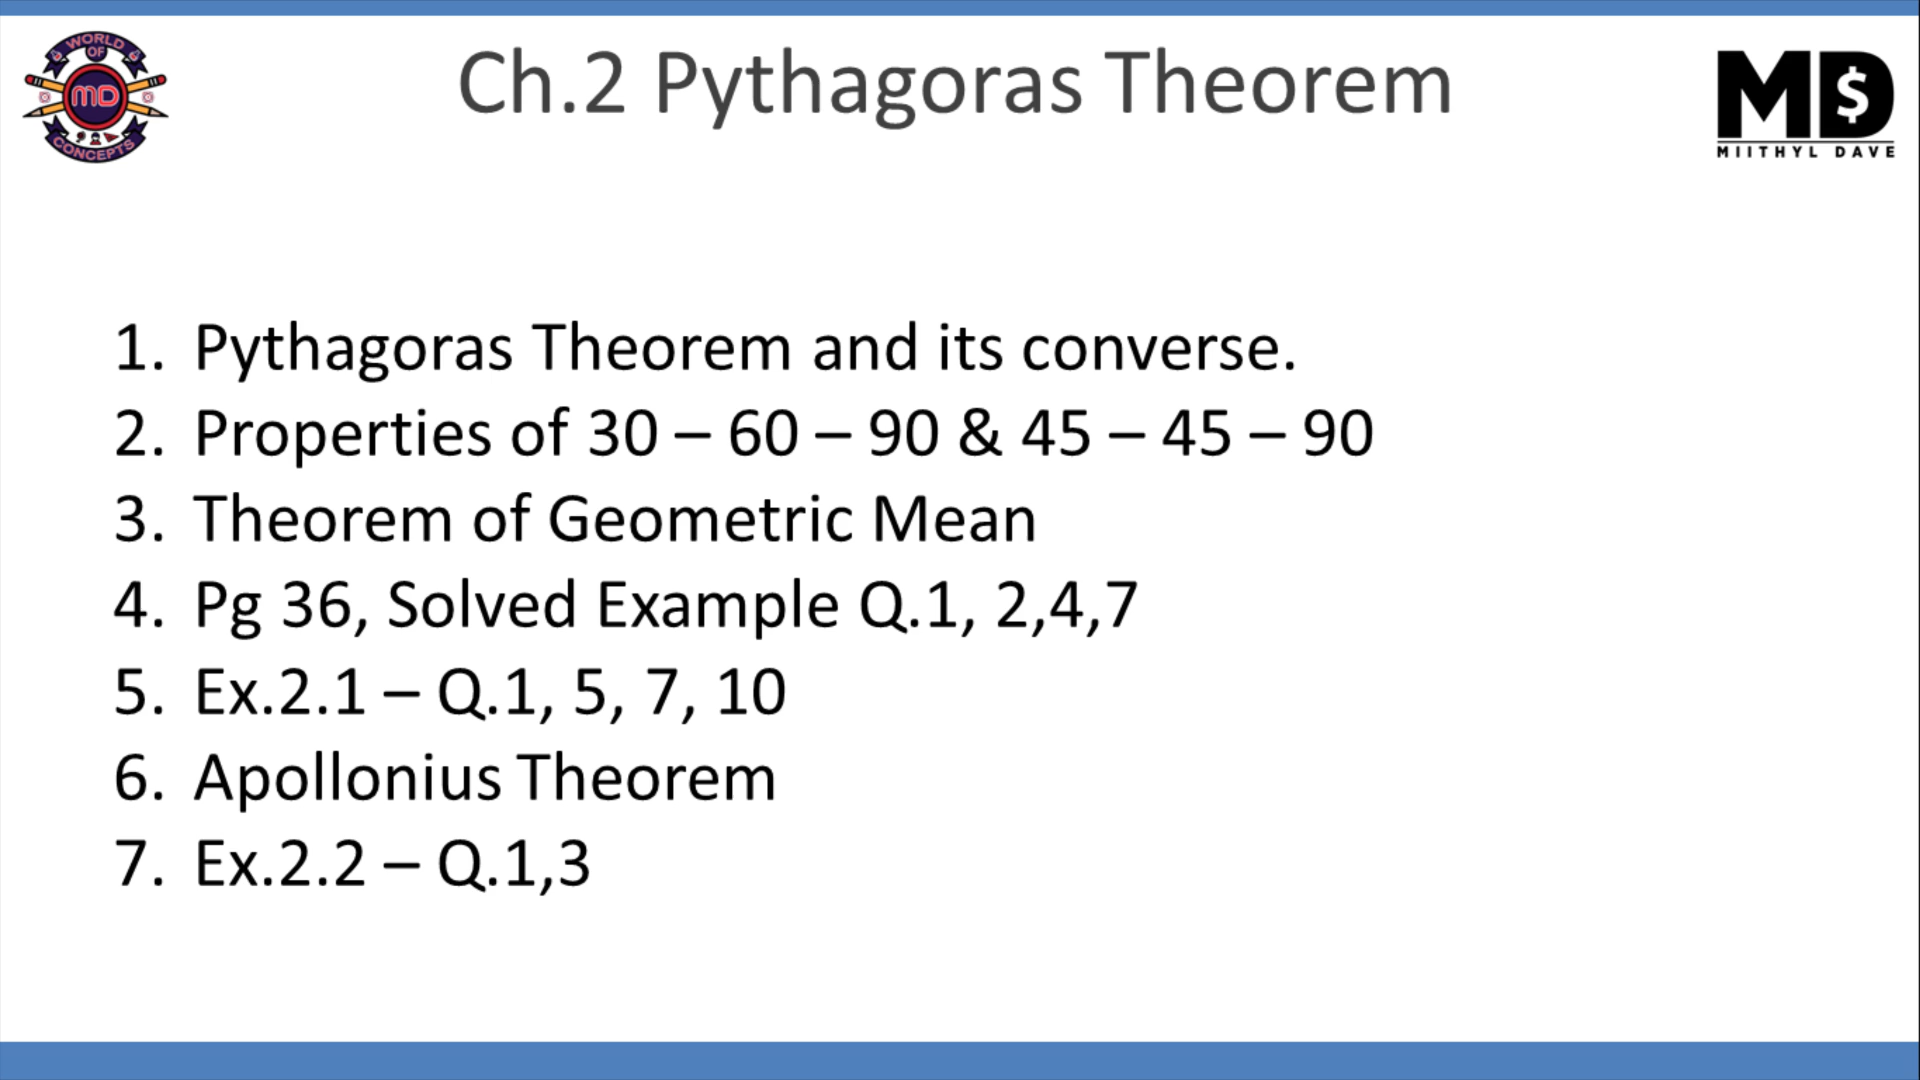 WORLD
OF
MD
CONCEPTS
Ch.2 Pythagoras Theorem
MD
$
MIITHYL DAVE
1. Pythagoras Theorem and its converse.
2. Properties of 30 – 60 – 90 & 45 – 45 – 90
3. Theorem of Geometric Mean
4. Pg 36, Solved Example Q.1, 2,4,7
5. Ex.2.1 – Q.1, 5, 7, 10
6. Apollonius Theorem
7. Ex.2.2 – Q.1,3